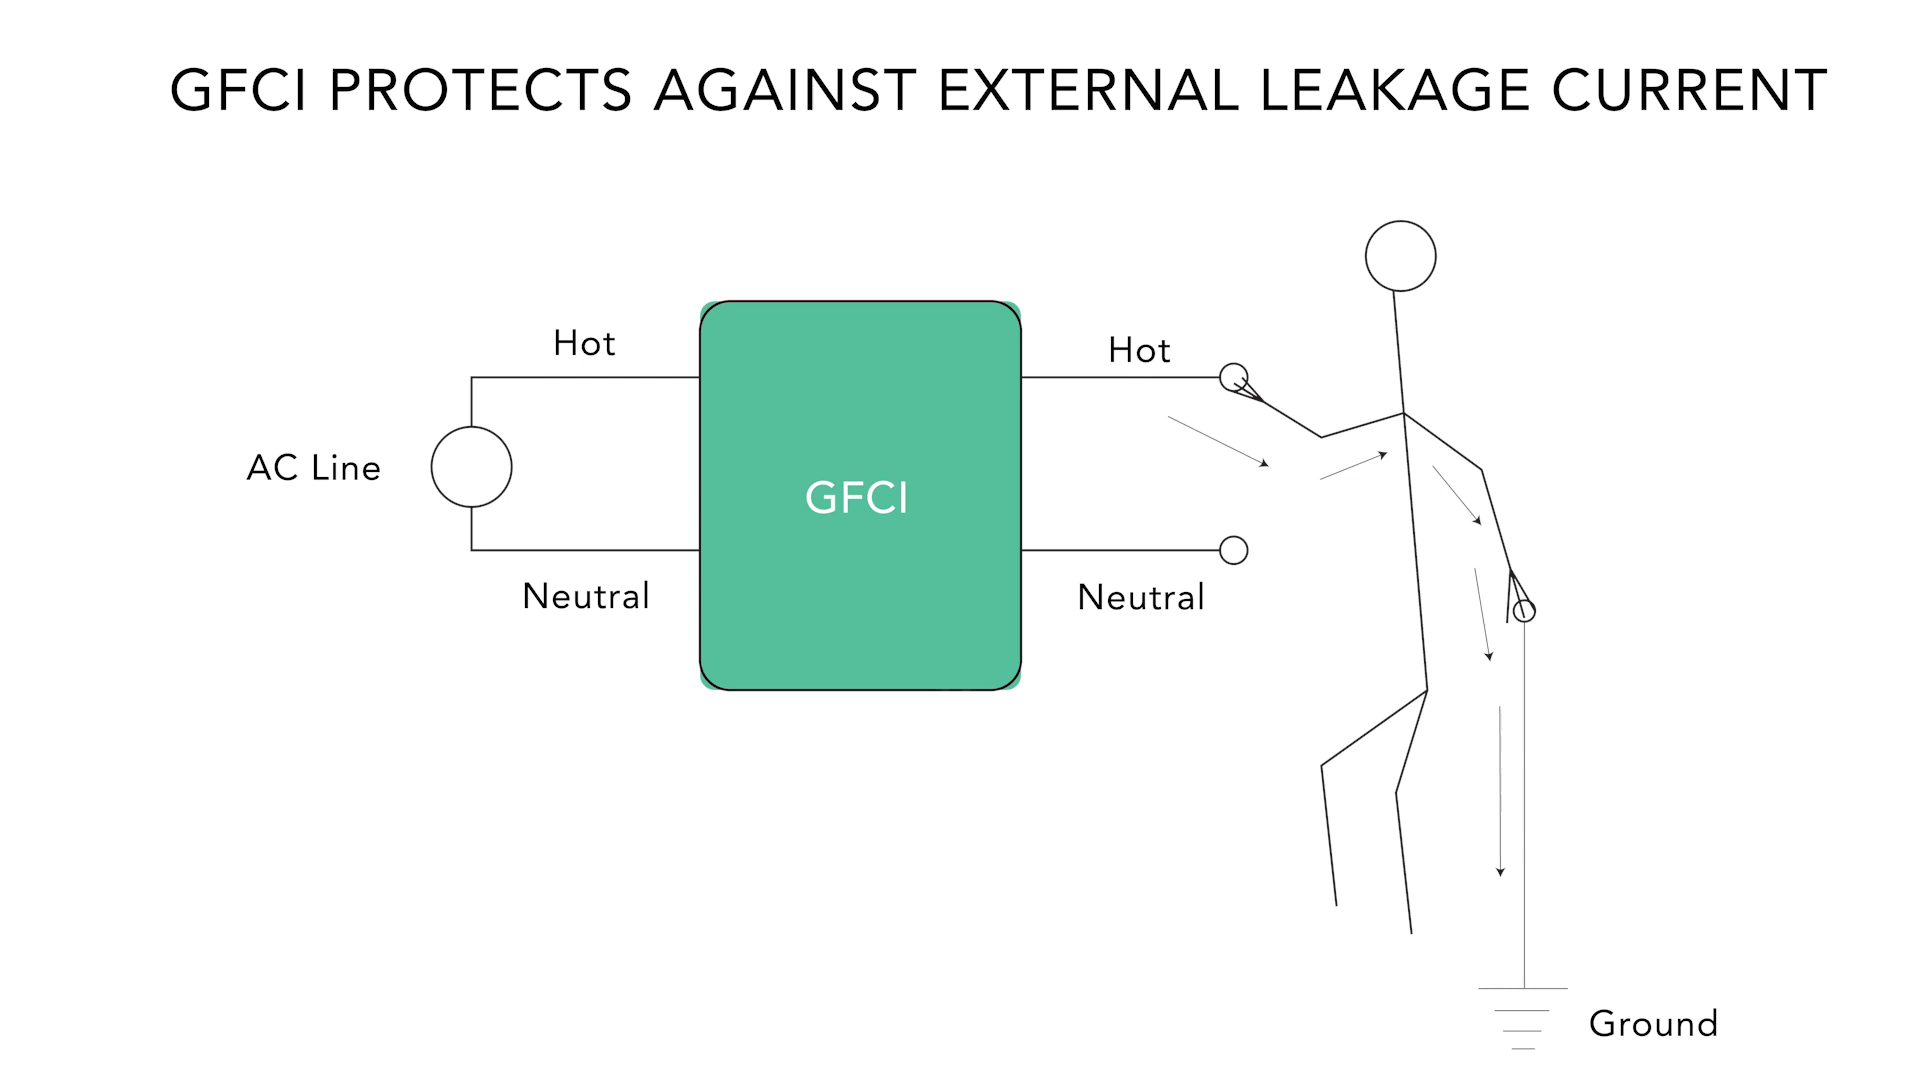 GFCI PROTECTS AGAINST EXTERNAL LEAKAGE CURRENT
Hot
Hot
AC Line
GFCI
Neutral
Neutral
Ground